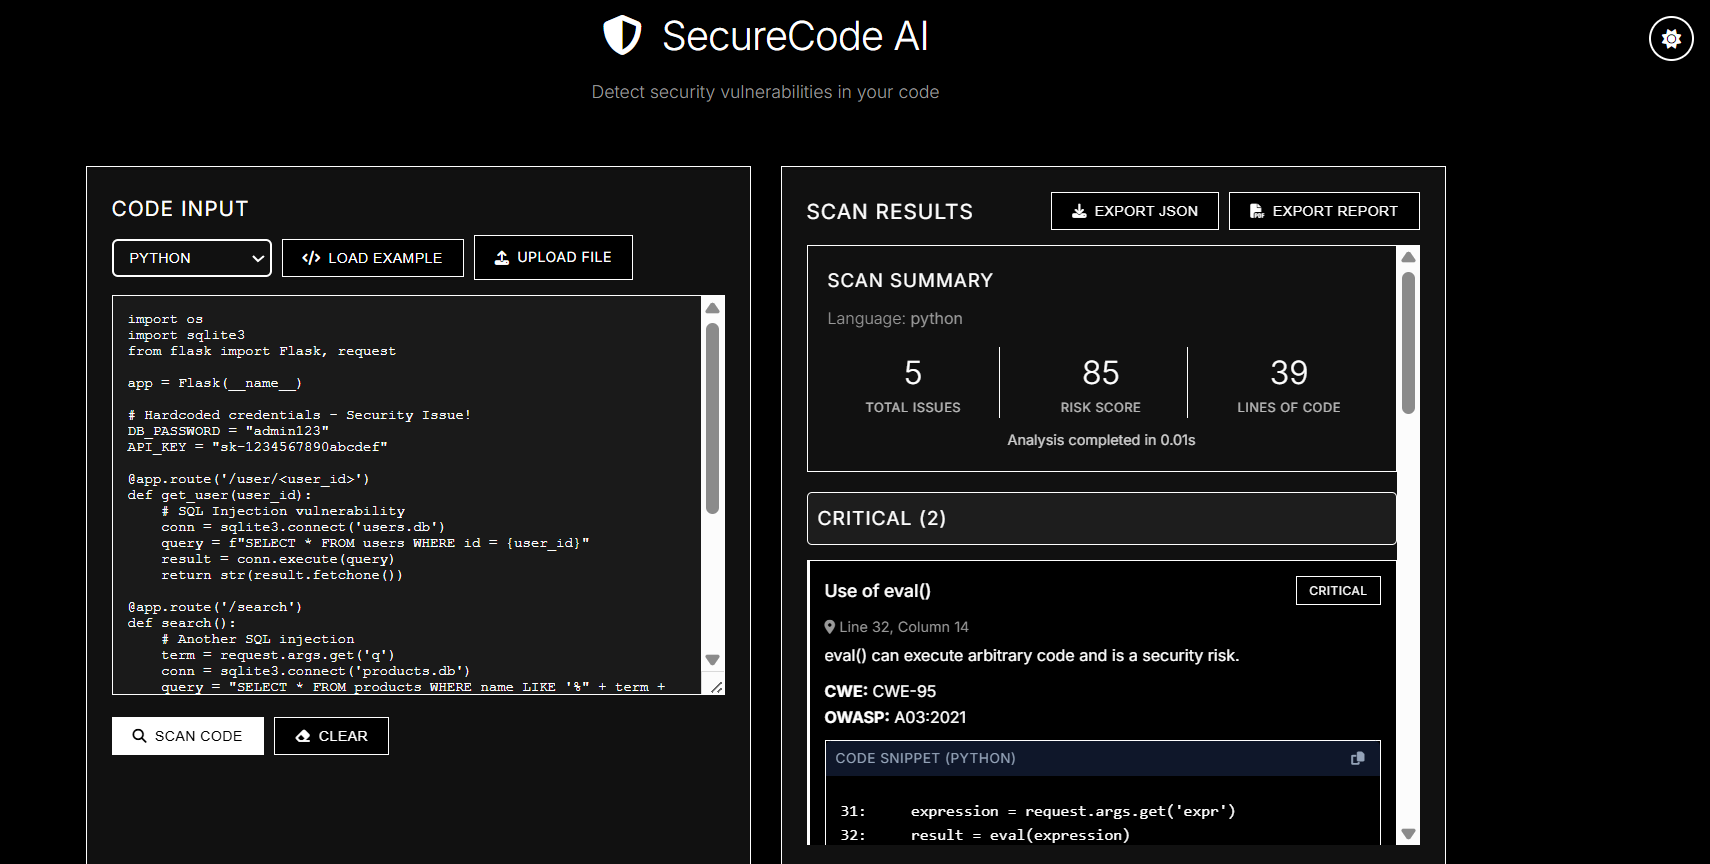 SecureCode AI
Detect security vulnerabilities in your code
CODE INPUT
PYTHON
</> LOAD EXAMPLE
UPLOAD FILE
import os
import sqlite3
from flask import Flask, request
app = Flask(__name__)
# Hardcoded credentials - Security Issue!
DB_PASSWORD = "admin123"
API_KEY = "sk-1234567890abcdef"
@app.route('/user/<user_id>')
def get_user(user_id):
    # SQL Injection vulnerability
    conn = sqlite3.connect('users.db')
    query = f"SELECT * FROM users WHERE id = {user_id}"
    result = conn.execute(query)
    return str(result.fetchone())
@app.route('/search')
def search():
    # Another SQL injection
    term = request.args.get('q')
    conn = sqlite3.connect('products.db')
    query = "SELECT * FROM products WHERE name LIKE '%" + term +
SCAN CODE
CLEAR
SCAN RESULTS
EXPORT JSON
EXPORT REPORT
SCAN SUMMARY
Language: python
5
TOTAL ISSUES
85
RISK SCORE
39
LINES OF CODE
Analysis completed in 0.01s
CRITICAL (2)
Use of eval()
CRITICAL
Line 32, Column 14
eval() can execute arbitrary code and is a security risk.
CWE: CWE-95
OWASP: A03:2021
CODE SNIPPET (PYTHON)
31:     expression = request.args.get('expr')
32:     result = eval(expression)